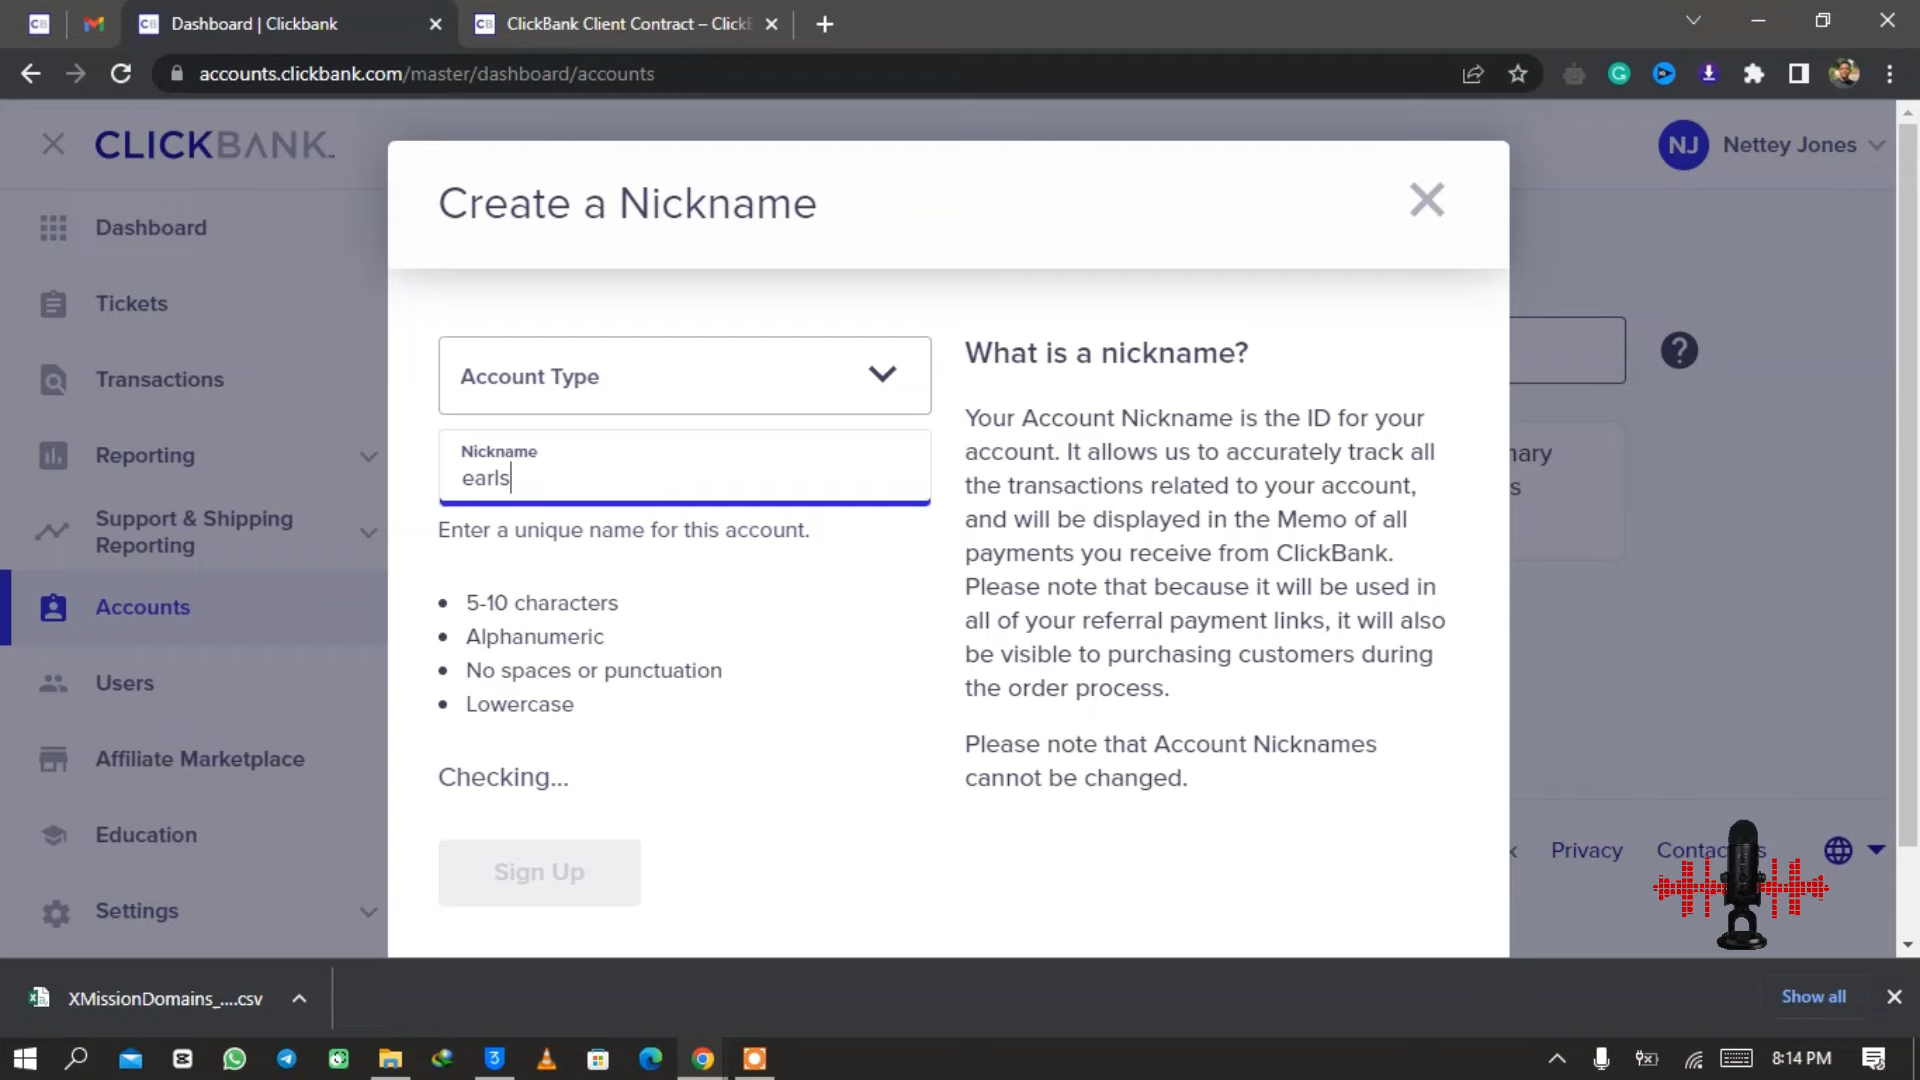 Dashboard | Clickbank
ClickBank Client Contract – Click
accounts.clickbank.com/master/dashboard/accounts
CLICKBANK
NJ
Nettey Jones
Create a Nickname
Dashboard
Tickets
Transactions
Reporting
Support & Shipping
Reporting
Accounts
Users
Affiliate Marketplace
Education
Settings
Account Type
Nickname
earls
Enter a unique name for this account.
• 5-10 characters
• Alphanumeric
• No spaces or punctuation
• Lowercase
Checking...
Sign Up
What is a nickname?
Your Account Nickname is the ID for your
account. It allows us to accurately track all
the transactions related to your account,
and will be displayed in the Memo of all
payments you receive from ClickBank.
Please note that because it will be used in
all of your referral payment links, it will also
be visible to purchasing customers during
the order process.
Please note that Account Nicknames
cannot be changed.
?
Privacy
XMissionDomains_....csv
Show all
8:14 PM